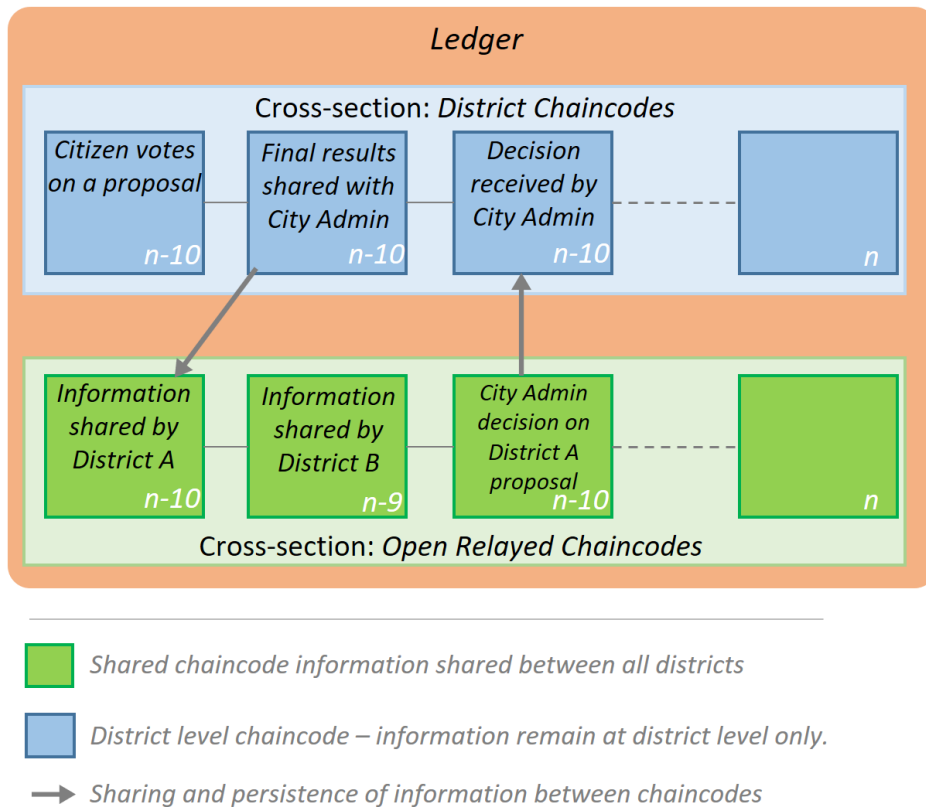 Ledger
Cross-section: District Chaincodes
Citizen votes
on a proposal
n-10
Final results
shared with
City Admin
n-10
Decision
received by
City Admin
n-10
n
Information
shared by
District A
n-10
Information
shared by
District B
n-9
City Admin
decision on
District A
proposal
n-10
n
Cross-section: Open Relayed Chaincodes
Shared chaincode information shared between all districts
District level chaincode – information remain at district level only.
Sharing and persistence of information between chaincodes